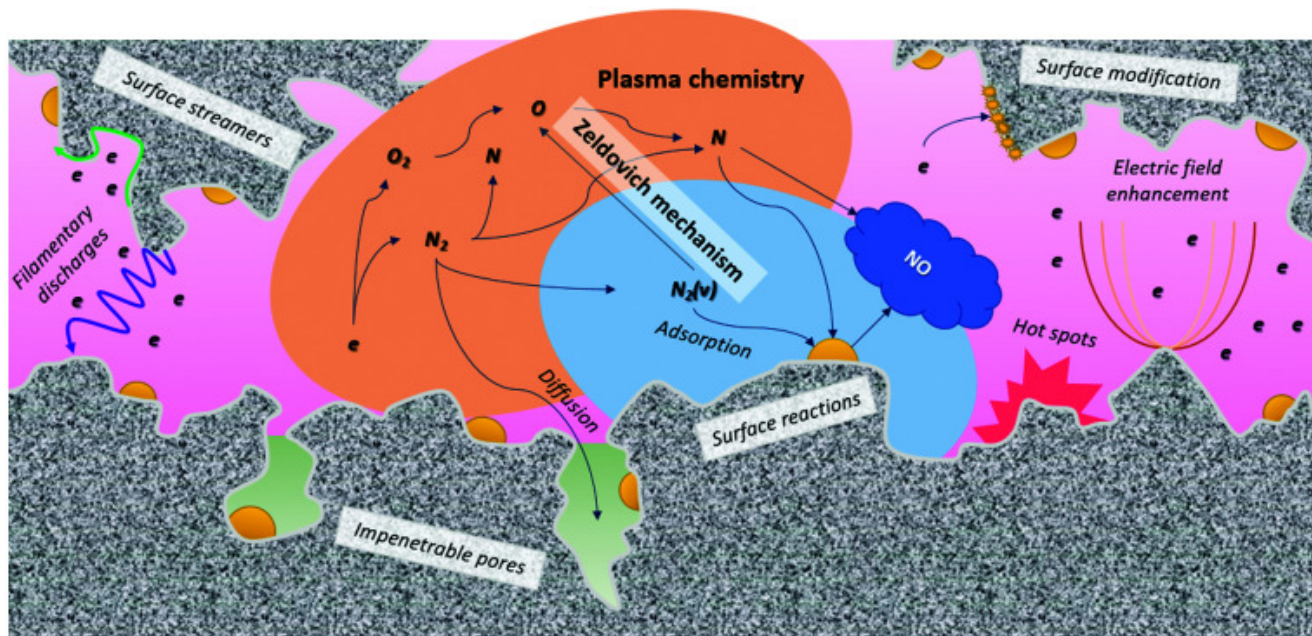 Surface streamers
Plasma chemistry
Surface modification
O
Zeldovich mechanism
N
O₂
N
e
e
e
e
e
Electric field
enhancement
Filamentary
discharges
e
N₂
e
e
e
e
NO
e
e
N₂(v)
e
e
e
e
Adsorption
Hot spots
e
Diffusion
Surface reactions
Impenetrable pores